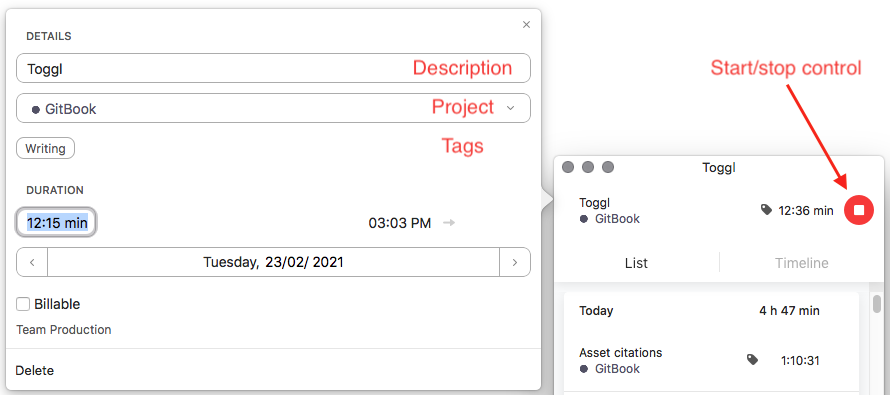 DETAILS
Toggl Description
GitBook Project
Tags
Writing
DURATION
12:15 min 03:03 PM
Tuesday, 23/02/ 2021
Billable
Team Production
Delete
Start/stop control
Toggl
Toggl
GitBook
12:36 min
List Timeline
Today 4 h 47 min
Asset citations
GitBook
1:10:31